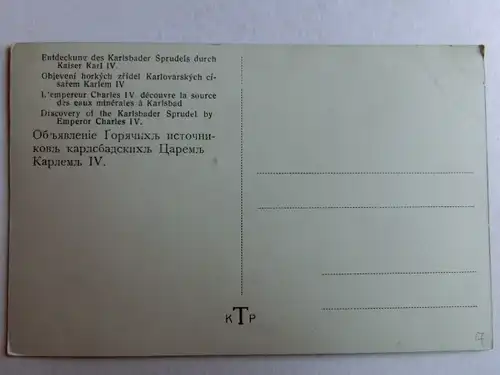 Entdeckung des Karlsbader Sprudels durch
Kaiser Karl IV.
Objevení horkých zřídel Karlovarských cí-
sařem Karlem IV
L'empereur Charles IV découvre la source
des eaux minérales à Karlsbad
Discovery of the Karlsbader Sprudel by
Emperor Charles IV.
Объявленіе Горячихъ источни-
ковъ карлсбадскихъ Царемъ
Карлемъ IV.
K T P